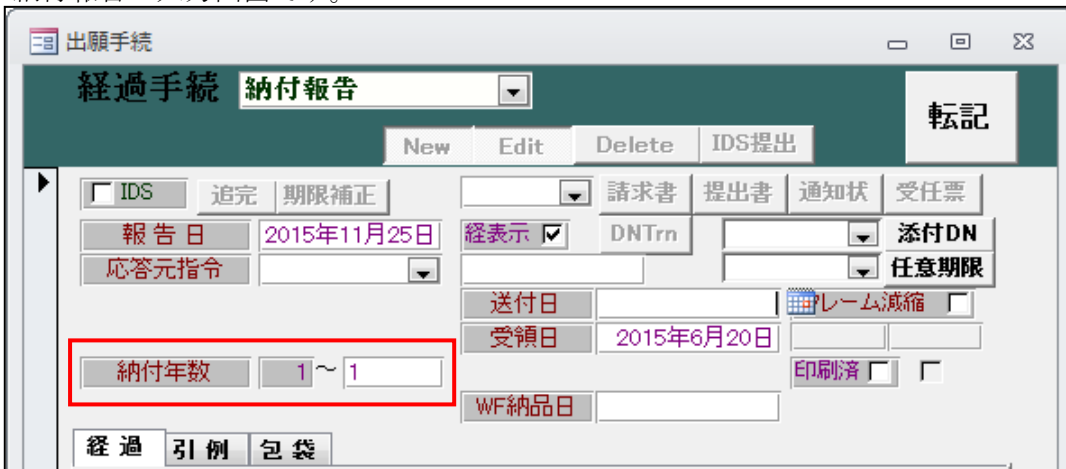 出願手続
経過手続 納付報告
転記
New Edit Delete IDS提出
IDS 追完 期限補正 請求書 提出書 通知状 受任票
報告日 2015年11月25日 経表示 DNTrn 添付DN
応答元指令 任意期限
送付日 レーム減縮
受領日 2015年6月20日
納付年数 1 ~ 1 印刷済
WF納品日
経過 引例 包袋